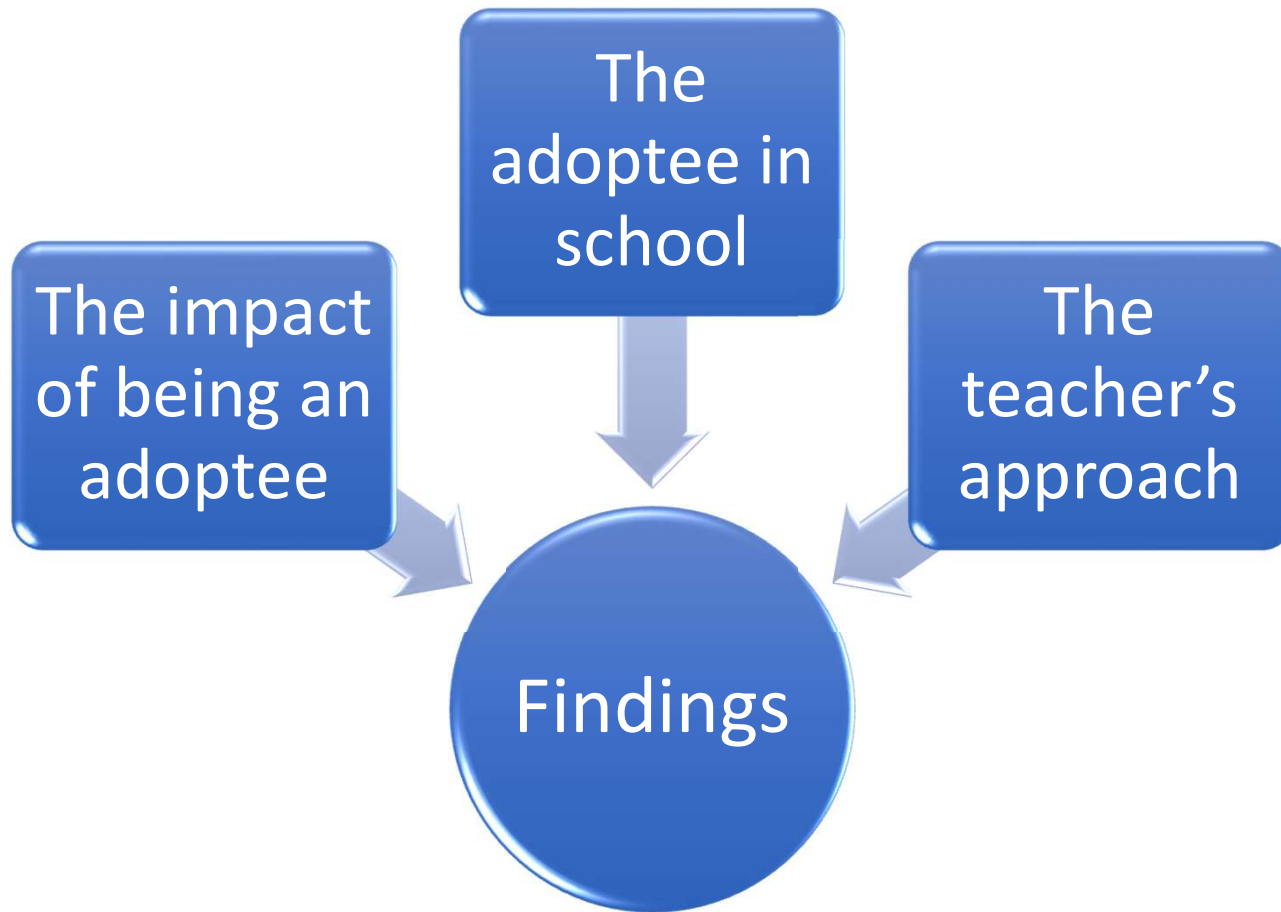 The impact
of being an
adoptee
The
adoptee in
school
The
teacher’s
approach
Findings